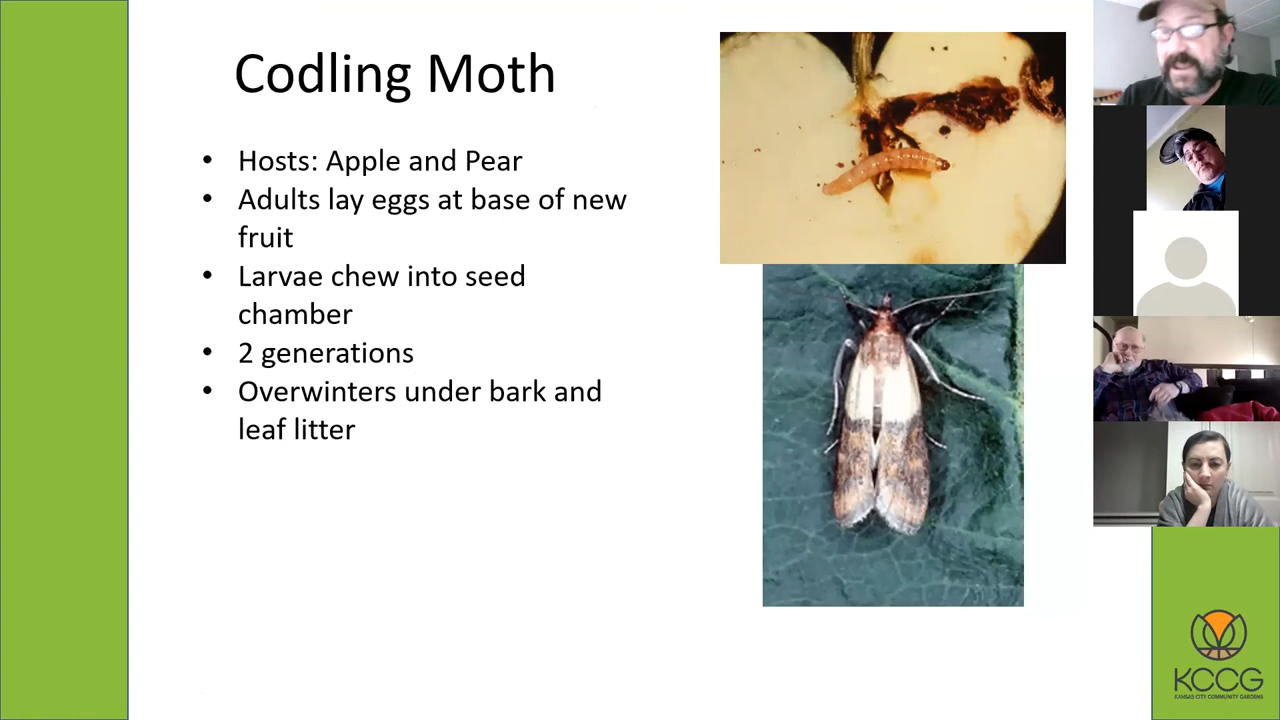 Codling Moth
• Hosts: Apple and Pear
• Adults lay eggs at base of new
fruit
• Larvae chew into seed
chamber
• 2 generations
• Overwinters under bark and
leaf litter
KCCG
KANSAS CITY COMMUNITY GARDENS